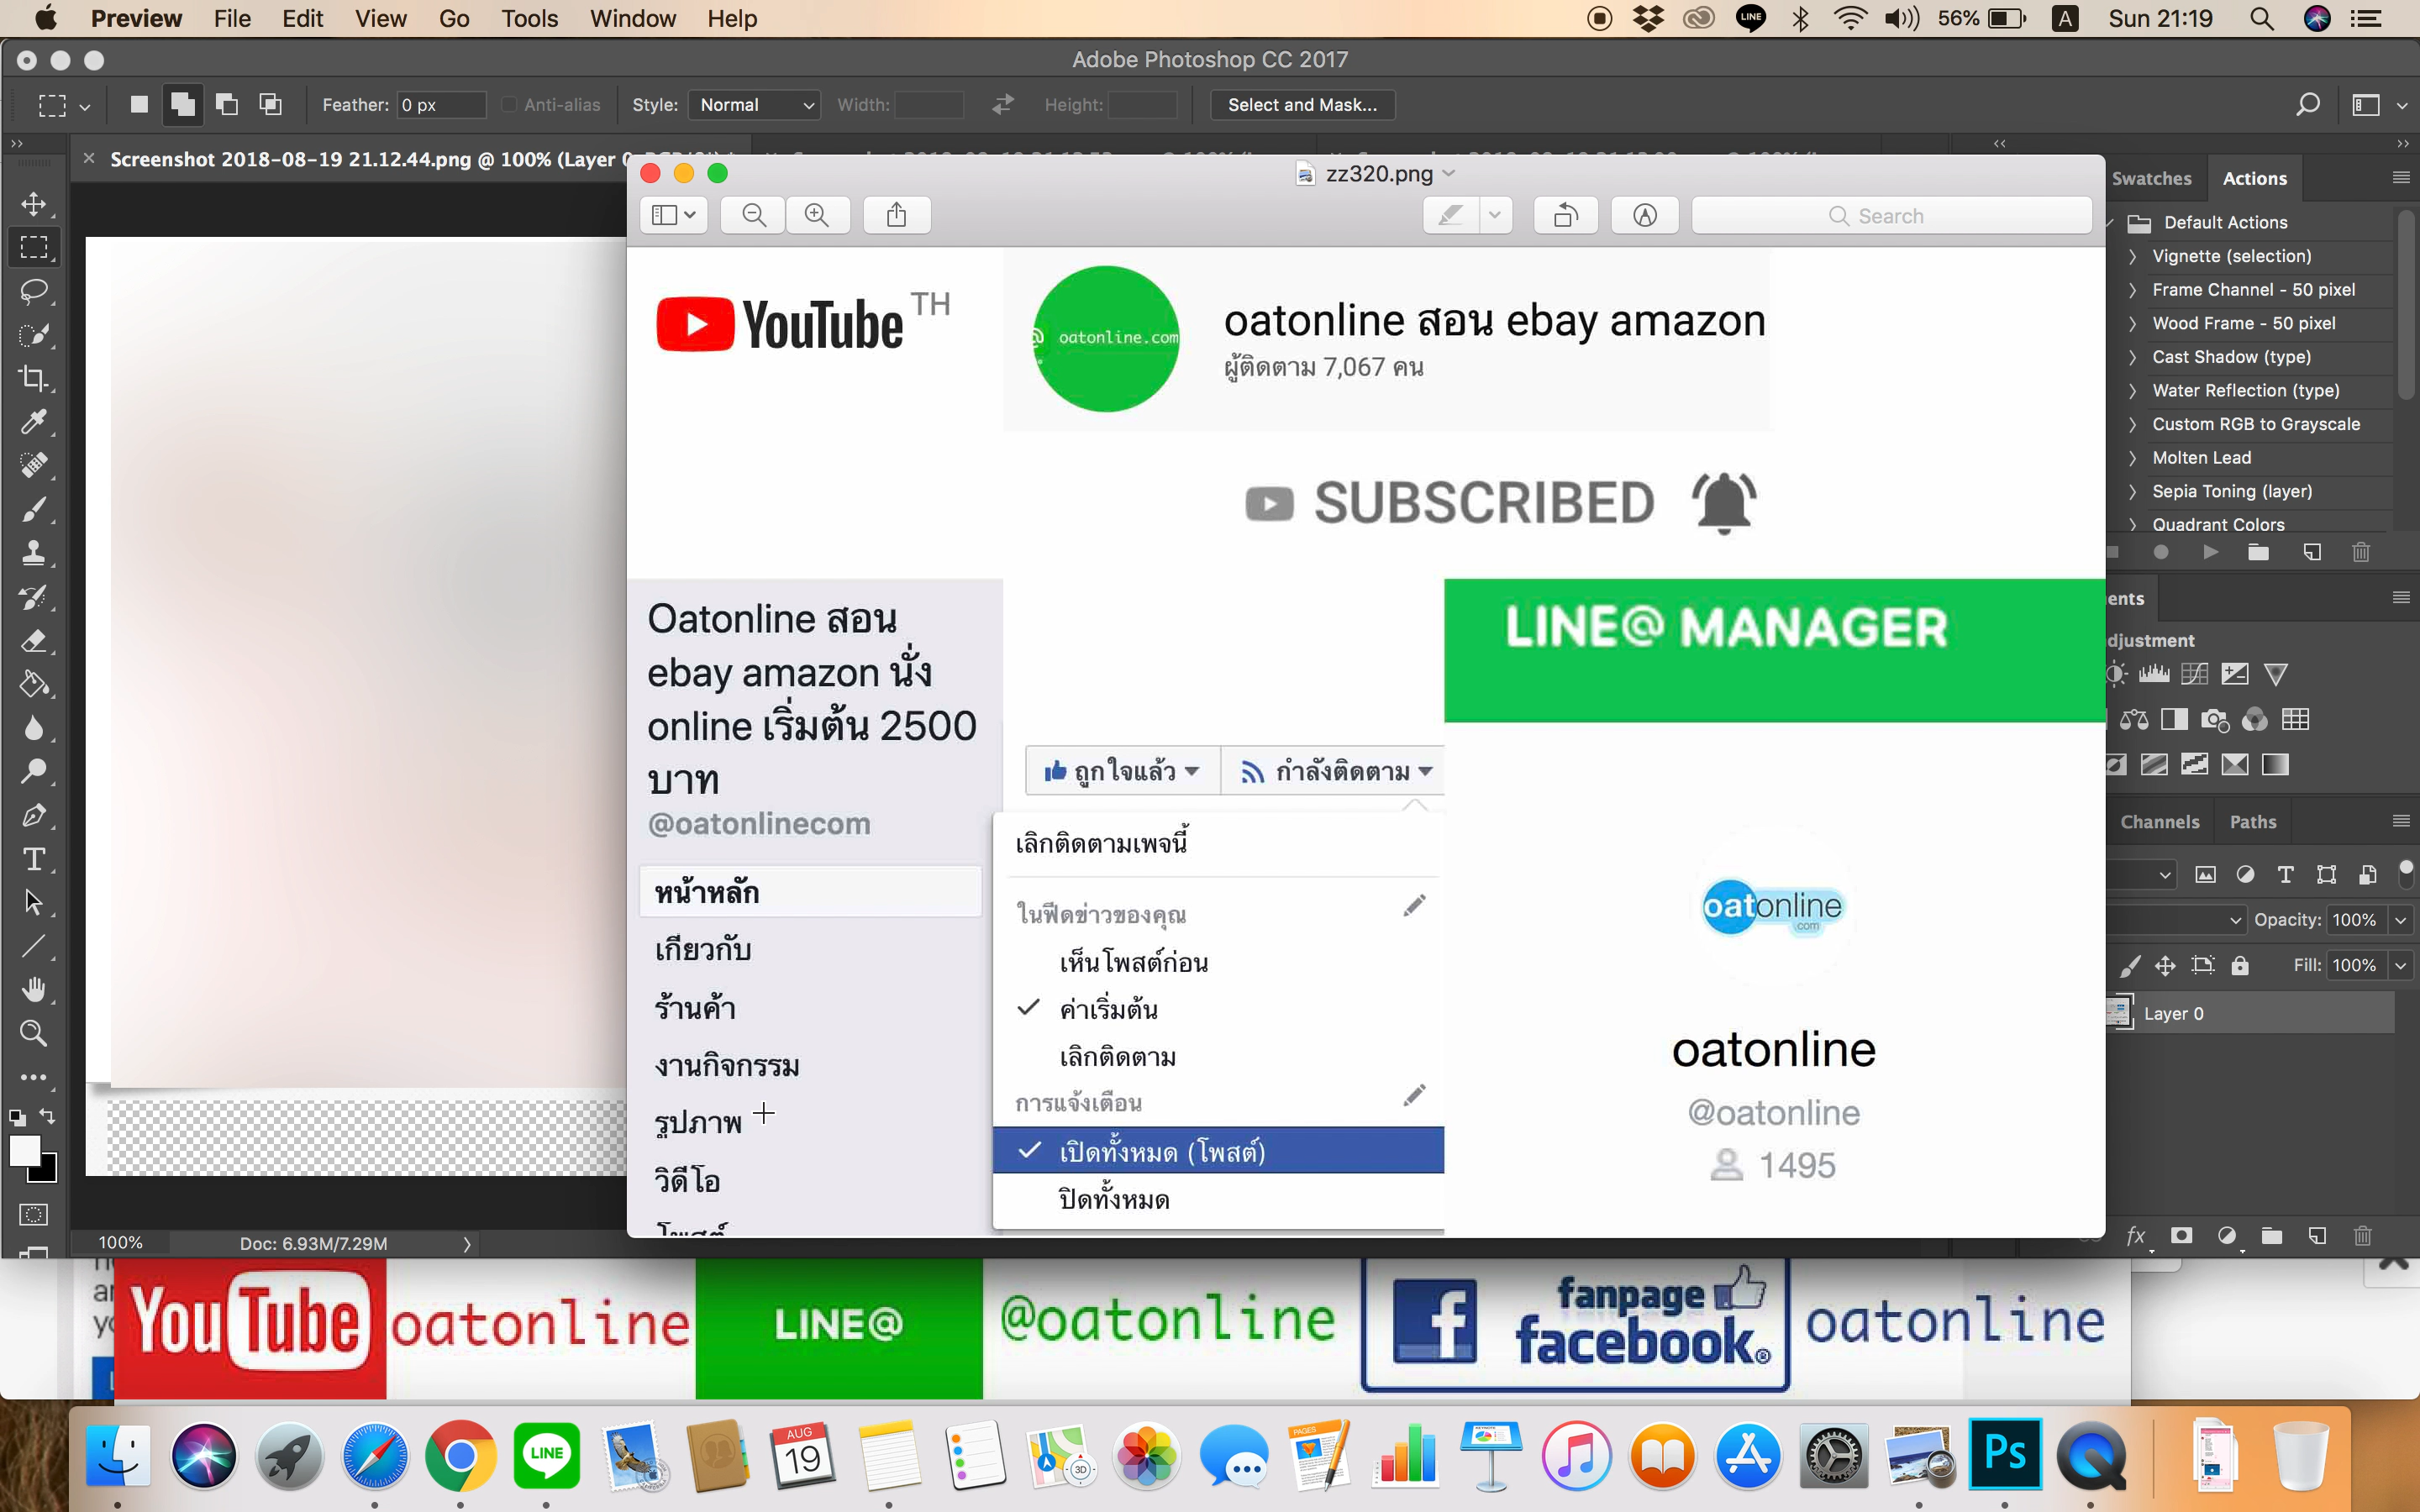 Preview File Edit View Go Tools Window Help
LINE 56% A Sun 21:19
Adobe Photoshop CC 2017
Feather: 0 px Anti-alias Style: Normal Width: Height: Select and Mask...
Screenshot 2018-08-19 21.12.44.png @ 100% (Layer
zz320.png
Search
Swatches Actions
Default Actions
Vignette (selection)
Frame Channel - 50 pixel
Wood Frame - 50 pixel
Cast Shadow (type)
Water Reflection (type)
Custom RGB to Grayscale
Molten Lead
Sepia Toning (layer)
Quadrant Colors
YouTube TH
oatonline.com
oatonline สอน ebay amazon
ผู้ติดตาม 7,067 คน
SUBSCRIBED
Oatonline สอน
ebay amazon นั่ง
online เริ่มต้น 2500
บาท
@oatonlinecom
หน้าหลัก
เกี่ยวกับ
ร้านค้า
งานกิจกรรม
รูปภาพ
วิดีโอ
โพสต์
ถูกใจแล้ว กำลังติดตาม
เลิกติดตามเพจนี้
ในฟีดข่าวของคุณ
เห็นโพสต์ก่อน
ค่าเริ่มต้น
เลิกติดตาม
การแจ้งเตือน
เปิดทั้งหมด (โพสต์)
ปิดทั้งหมด
LINE@ MANAGER
oatonline
com
oatonline
@oatonline
1495
ents
djustment
Channels Paths
Opacity: 100%
Fill: 100%
Layer 0
fx
100% Doc: 6.93M/7.29M
YouTube oatonline LINE@ @oatonline f fanpage facebook® oatonline
LINE
AUG
19
3D
PAGES
Ps